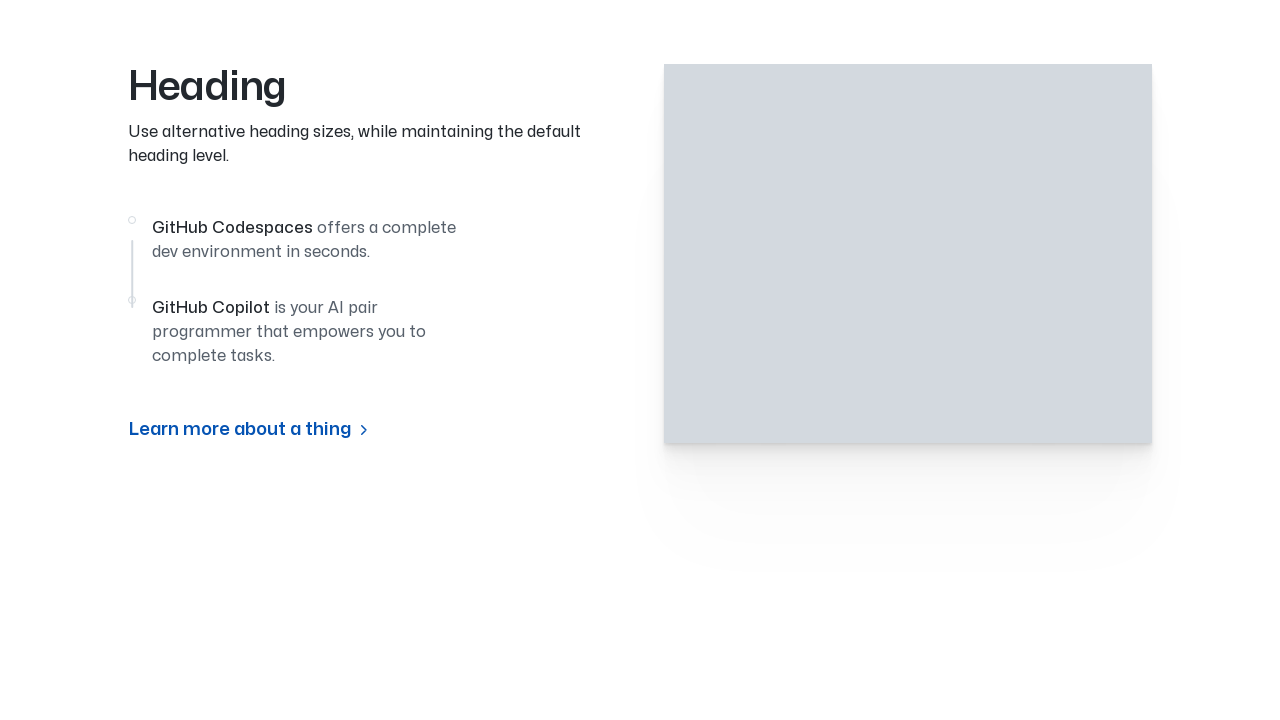 Heading
Use alternative heading sizes, while maintaining the default
heading level.
GitHub Codespaces offers a complete
dev environment in seconds.
GitHub Copilot is your AI pair
programmer that empowers you to
complete tasks.
Learn more about a thing